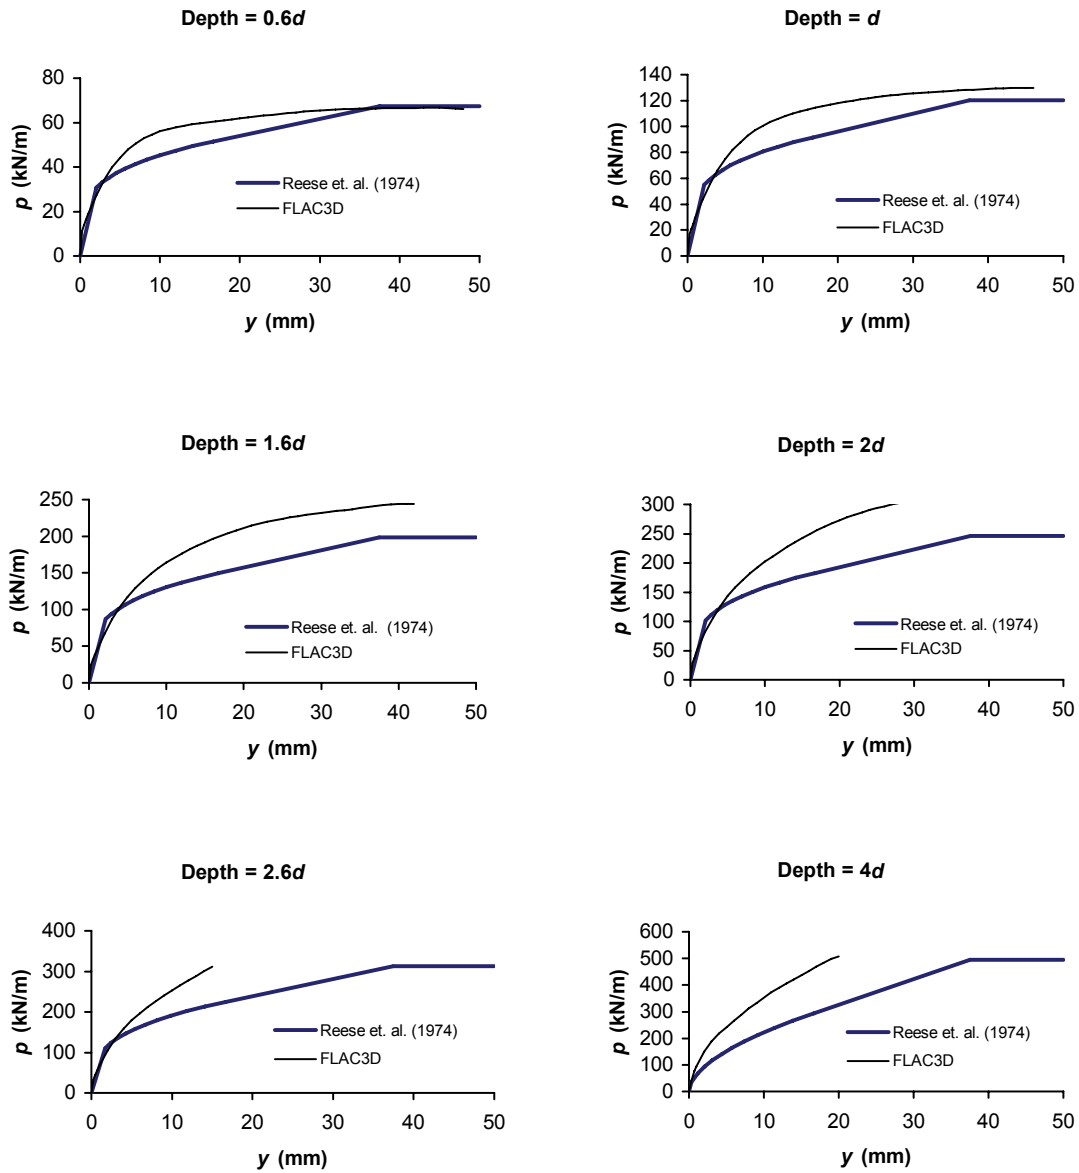 Depth = 0.6d
80
60
40
20
0
p (kN/m)
Reese et. al. (1974)
FLAC3D
0 10 20 30 40 50
y (mm)
Depth = d
140
120
100
80
60
40
20
0
p (kN/m)
Reese et. al. (1974)
FLAC3D
0 10 20 30 40 50
y (mm)
Depth = 1.6d
250
200
150
100
50
0
p (kN/m)
Reese et. al. (1974)
FLAC3D
0 10 20 30 40 50
y (mm)
Depth = 2d
300
250
200
150
100
50
0
p (kN/m)
Reese et. al. (1974)
FLAC3D
0 10 20 30 40 50
y (mm)
Depth = 2.6d
400
300
200
100
0
p (kN/m)
Reese et. al. (1974)
FLAC3D
0 10 20 30 40 50
y (mm)
Depth = 4d
600
500
400
300
200
100
0
p (kN/m)
Reese et. al. (1974)
FLAC3D
0 10 20 30 40 50
y (mm)